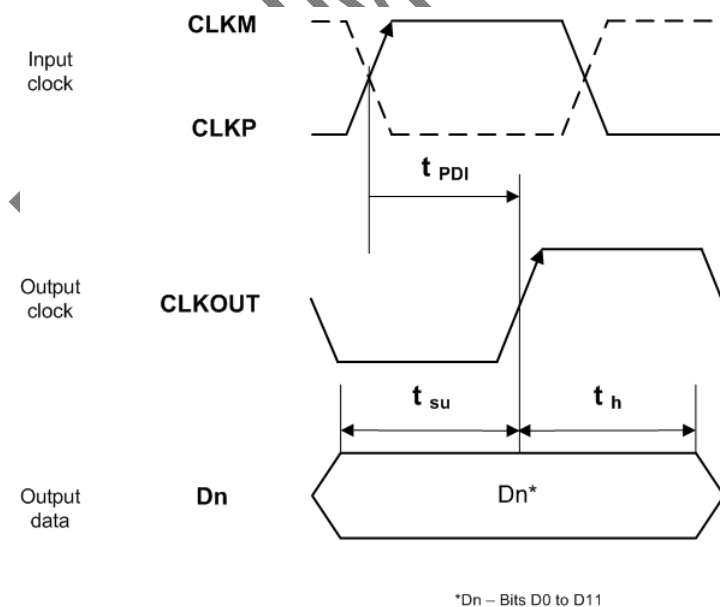 CLKM
Input
clock
CLKP
t PDI
Output
clock
CLKOUT
t su
t h
Output
data
Dn
Dn*
*Dn – Bits D0 to D11